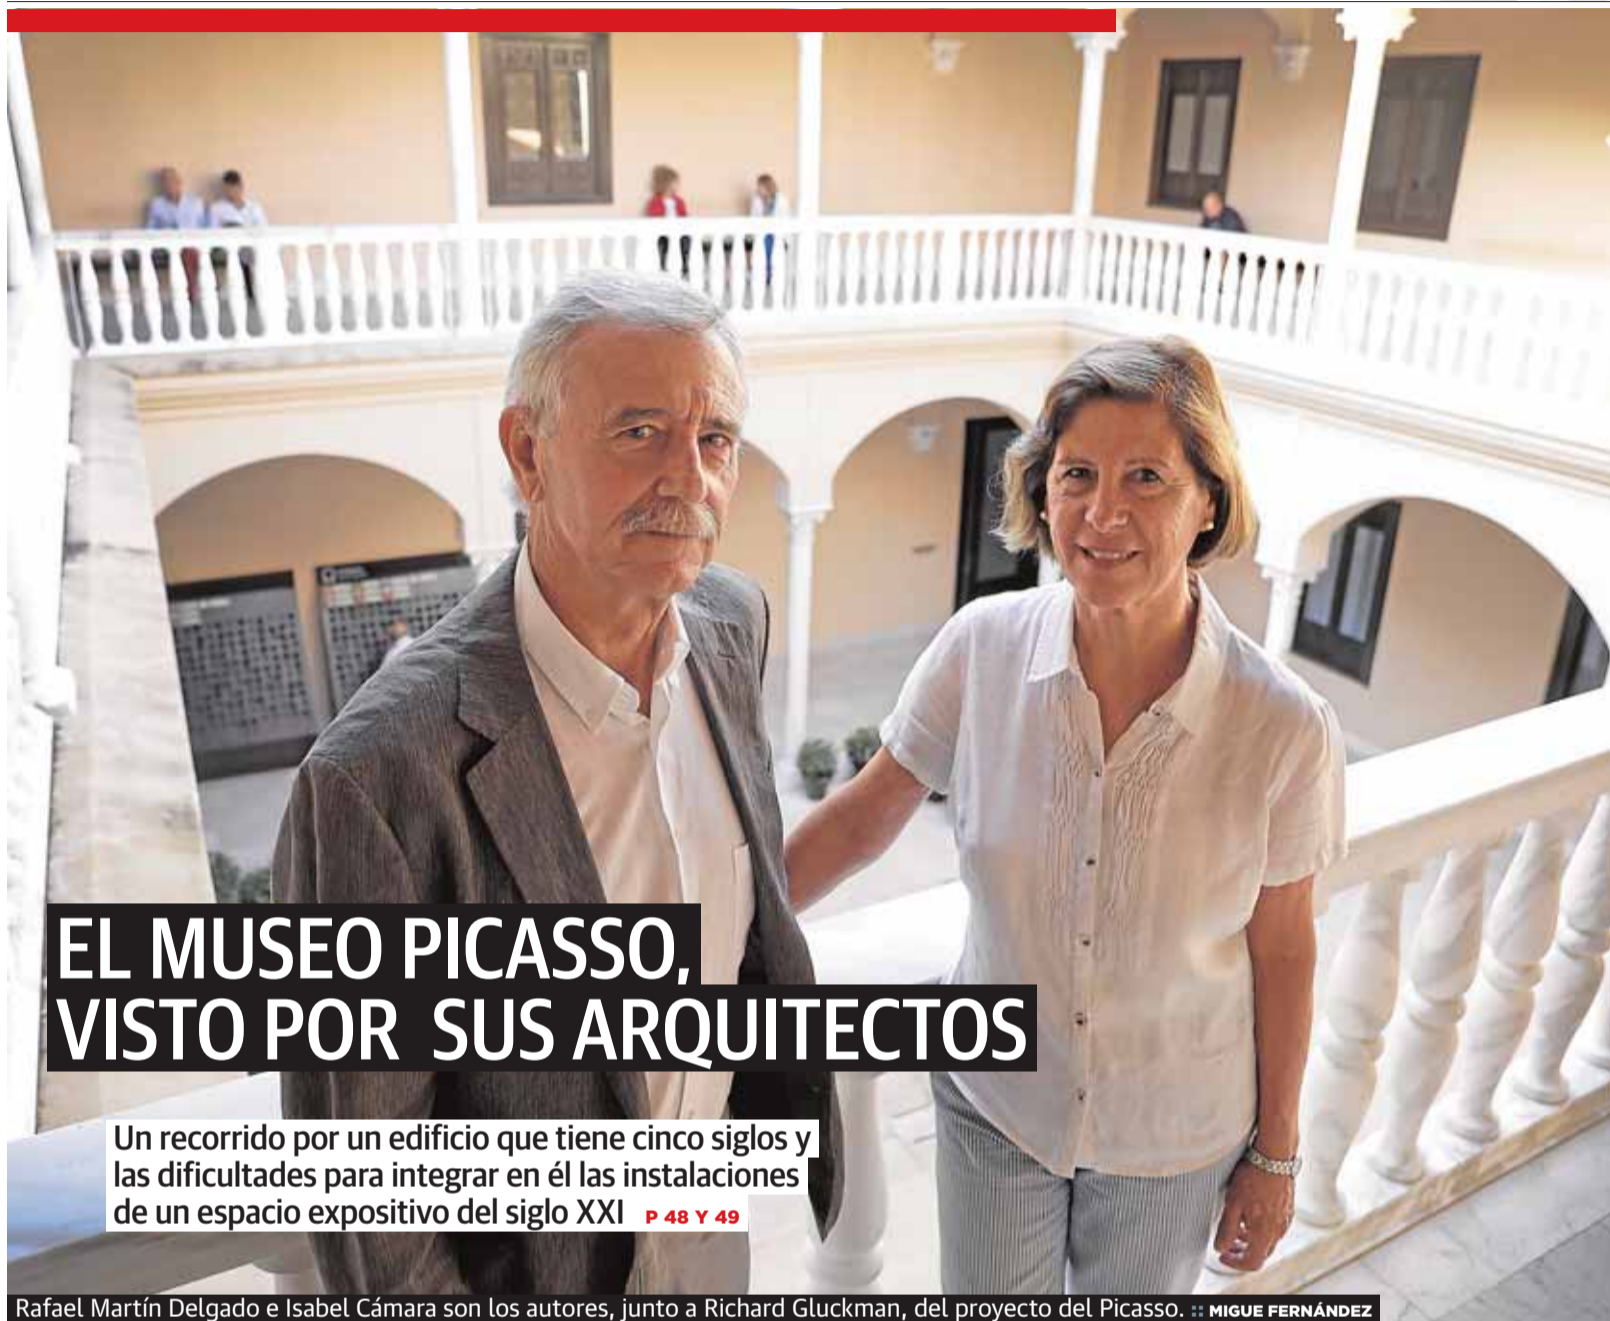 EL MUSEO PICASSO,
VISTO POR SUS ARQUITECTOS
Un recorrido por un edificio que tiene cinco siglos y
las dificultades para integrar en él las instalaciones
de un espacio expositivo del siglo XXI P 48 Y 49
Rafael Martín Delgado e Isabel Cámara son los autores, junto a Richard Gluckman, del proyecto del Picasso. :: MIGUE FERNÁNDEZ